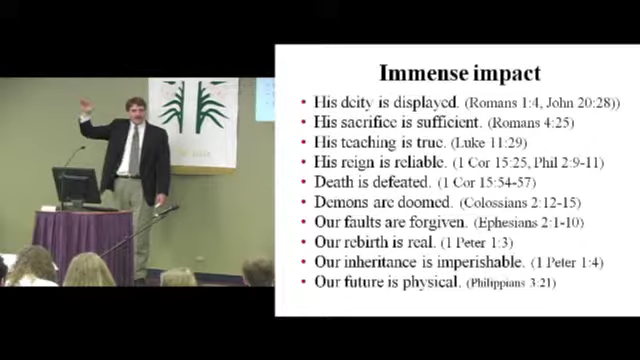 Immense impact
• His deity is displayed. (Romans 1:4, John 20:28))
• His sacrifice is sufficient. (Romans 4:25)
• His teaching is true. (Luke 11:29)
• His reign is reliable. (1 Cor 15:25, Phil 2:9-11)
• Death is defeated. (1 Cor 15:54-57)
• Demons are doomed. (Colossians 2:12-15)
• Our faults are forgiven. (Ephesians 2:1-10)
• Our rebirth is real. (1 Peter 1:3)
• Our inheritance is imperishable. (1 Peter 1:4)
• Our future is physical. (Philippians 3:21)